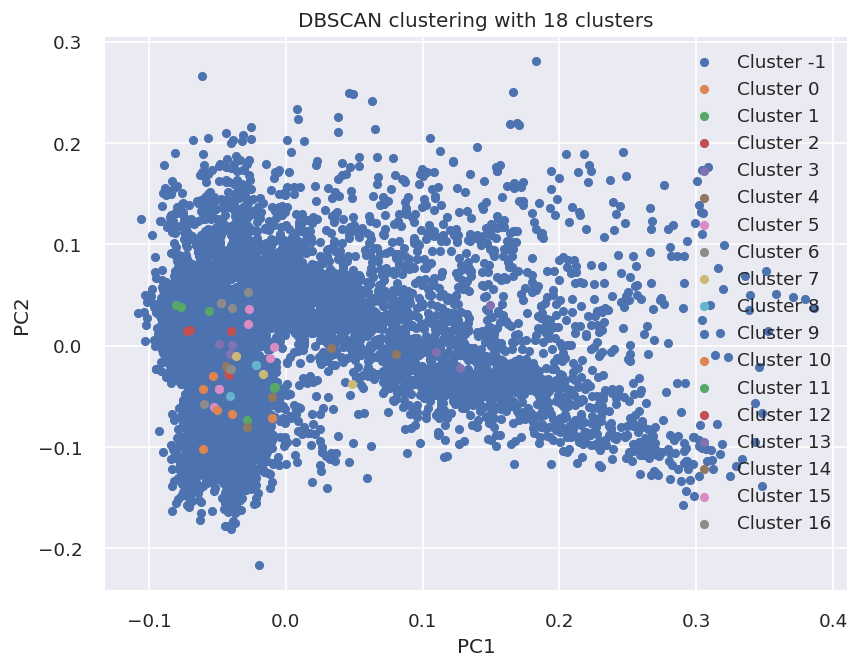 DBSCAN clustering with 18 clusters
0.3
0.2
0.1
0.0
−0.1
−0.2
PC2
−0.1
0.0
0.1
0.2
0.3
0.4
PC1
Cluster -1
Cluster 0
Cluster 1
Cluster 2
Cluster 3
Cluster 4
Cluster 5
Cluster 6
Cluster 7
Cluster 8
Cluster 9
Cluster 10
Cluster 11
Cluster 12
Cluster 13
Cluster 14
Cluster 15
Cluster 16